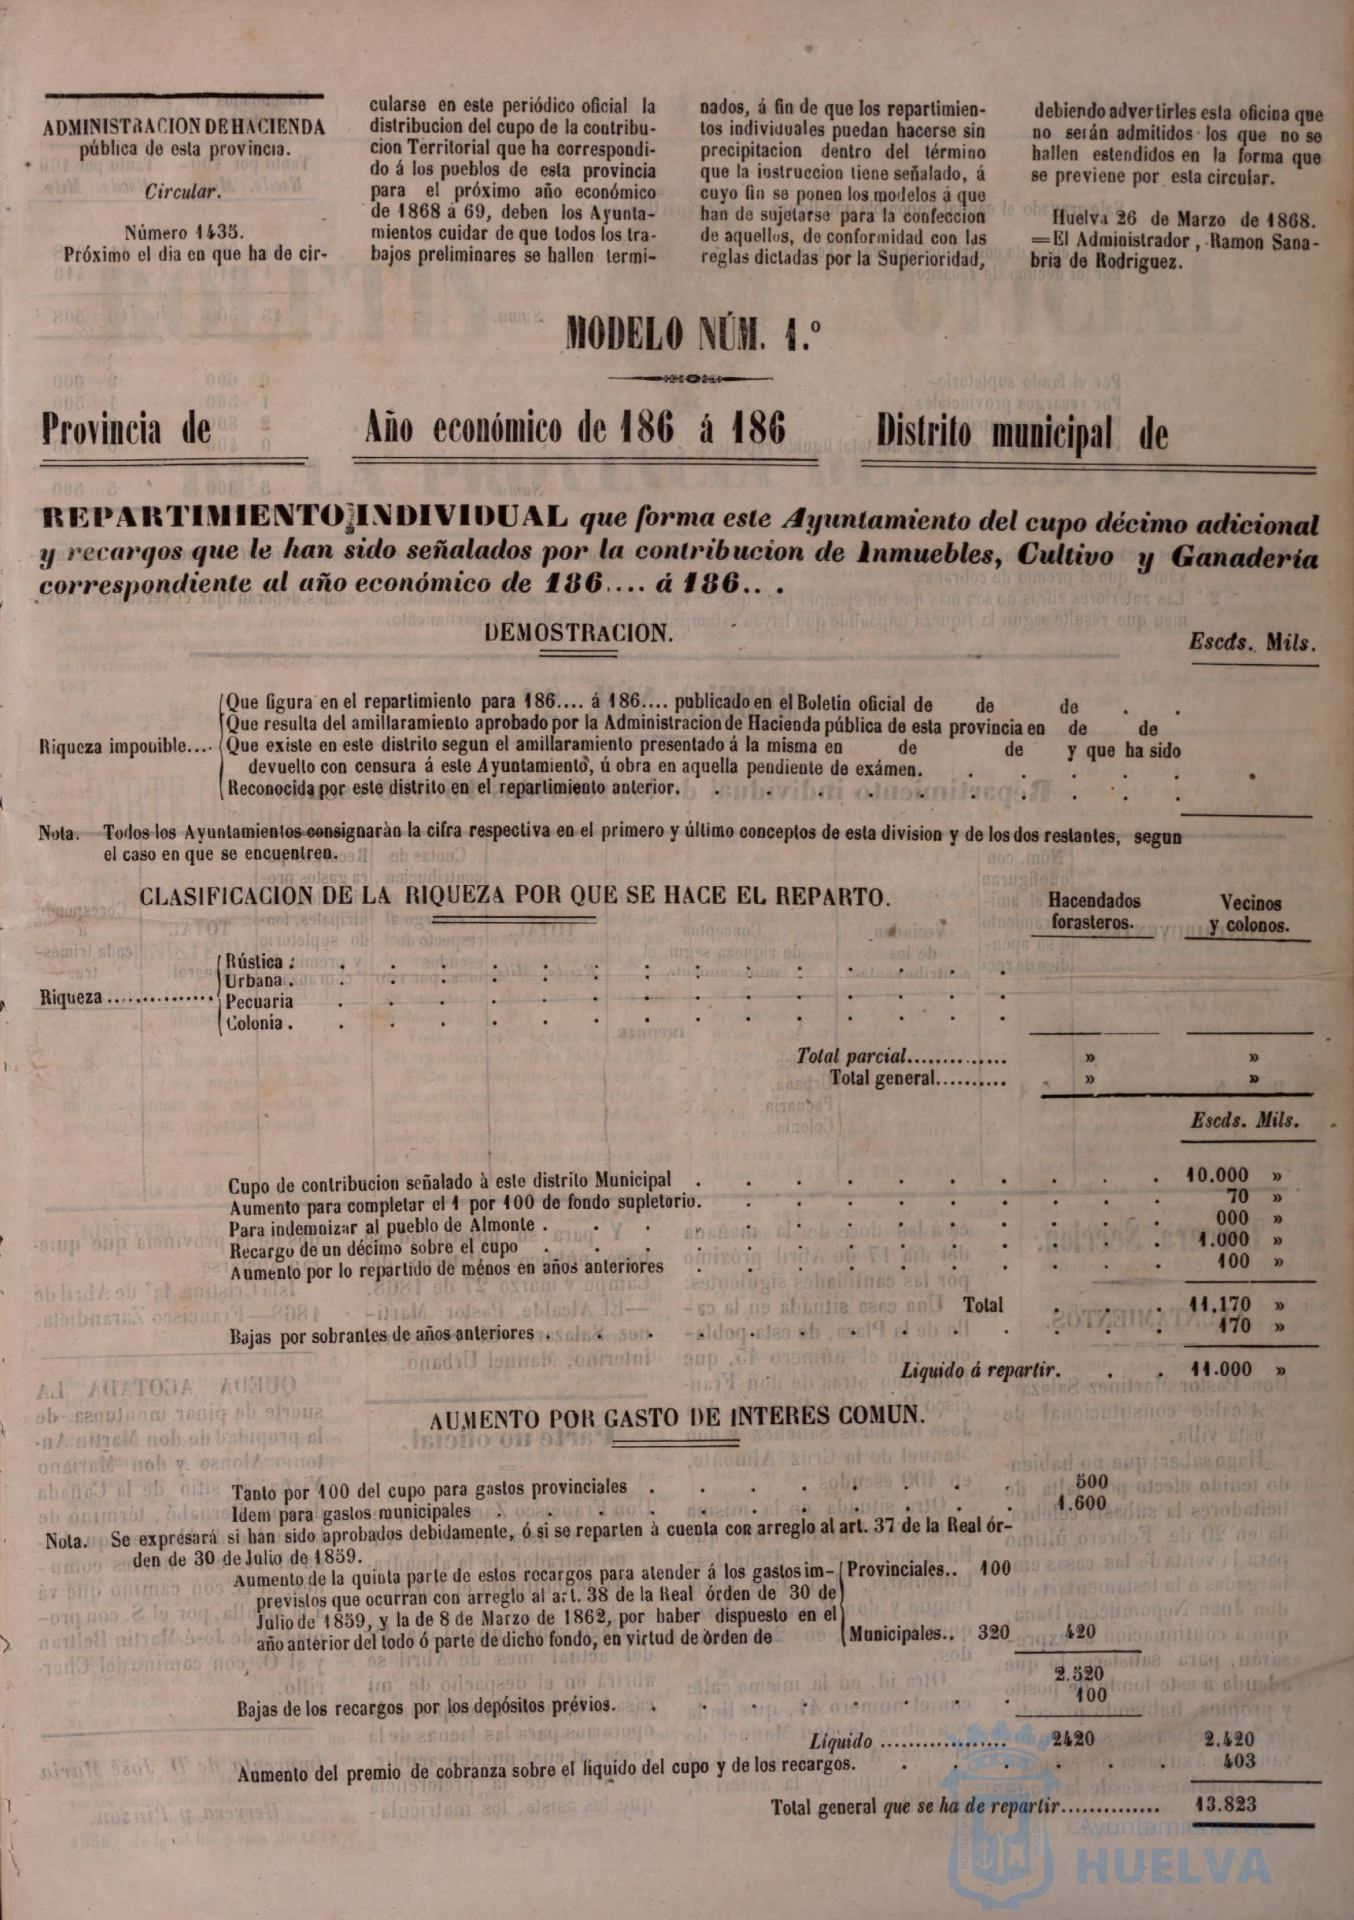 ADMINISTRACION DE HACIENDA
pública de esta provincia.
Circular.
Número 1435.
Próximo el dia en que ha de cir-
cularse en este periódico oficial la
distribucion del cupo de la contribu-
cion Territorial que ha correspondi-
do á los pueblos de esta provincia
para el próximo año económico
de 1868 á 69, deben los Ayunta-
mientos cuidar de que todos los tra-
bajos preliminares se hallen termi-
nados, á fin de que los repartimien-
tos individuales puedan hacerse sin
precipitacion dentro del término
que la instruccion tiene señalado, á
cuyo fin se ponen los modelos á que
han de sujetarse para la confeccion
de aquellos, de conformidad con las
reglas dictadas por la Superioridad,
debiendo advertirles esta oficina que
no serán admitidos los que no se
hallen estendidos en la forma que
se previene por esta circular.
Huelva 26 de Marzo de 1868.
=El Administrador, Ramon Sana-
bria de Rodriguez.
MODELO NÚM. 1.º
Provincia de Año económico de 186 á 186 Distrito municipal de
REPARTIMIENTO INDIVIDUAL que forma este Ayuntamiento del cupo décimo adicional
y recargos que le han sido señalados por la contribucion de Inmuebles, Cultivo y Ganadería
correspondiente al año económico de 186.... á 186.. .
DEMOSTRACION.
Escds. Mils.
Que figura en el repartimiento para 186.... á 186.... publicado en el Boletin oficial de de de . .
Que resulta del amillaramiento aprobado por la Administracion de Hacienda pública de esta provincia en de de
Riqueza imponible.... Que existe en este distrito segun el amillaramiento presentado á la misma en de de y que ha sido
devuelto con censura á este Ayuntamiento, ú obra en aquella pendiente de exámen. . . . . .
Reconocida por este distrito en el repartimiento anterior. . . . . . . . . .
Nota. Todos los Ayuntamientos consignarán la cifra respectiva en el primero y último conceptos de esta division y de los dos restantes, segun
el caso en que se encuentren.
CLASIFICACION DE LA RIQUEZA POR QUE SE HACE EL REPARTO.
Hacendados forasteros. Vecinos y colonos.
Rústica : . . . . . . . . . . . . . .
Urbana . . . . . . . . . . . . . . .
Riqueza ............... Pecuaria . . . . . . . . . . . . . .
Colonía . . . . . . . . . . . . . . .
Total parcial.............. » »
Total general.......... » »
Escds. Mils.
Cupo de contribucion señalado à este distrito Municipal . . . . . . . . . . 10.000 »
Aumento para completar el 1 por 100 de fondo supletorio. . . . . . . . . . 70 »
Para indemnizar al pueblo de Almonte . . . . . . . . . . . . . 000 »
Recargo de un décimo sobre el cupo . . . . . . . . . . . . . 1.000 »
Aumento por lo repartido de ménos en años anteriores . . . . . . . . . . 100 »
Total . . . 11,170 »
Bajas por sobrantes de años anteriores . . . . . . . . . . . . . 170 »
Liquido á repartir. . . 11.000 »
AUMENTO POR GASTO DE INTERES COMUN.
Tanto por 100 del cupo para gastos provinciales . . . . . . . . 500
Idem para gastos municipales . . . . . . . . . . . 1.600
Nota. Se expresará si han sido aprobados debidamente, ó si se reparten à cuenta con arreglo al art. 37 de la Real ór-
den de 30 de Julio de 1859.
Aumento de la quinta parte de estos recargos para atender á los gastos im- Provinciales.. 100
previstos que ocurran con arreglo al art. 38 de la Real órden de 30 de
Julio de 1859, y la de 8 de Marzo de 1862, por haber dispuesto en el
año anterior del todo ó parte de dicho fondo, en virtud de òrden de Municipales.. 320 420
2.520
Bajas de los recargos por los depósitos prévios. . . . . . . . . 100
Líquido .................. 2420 2.420
Aumento del premio de cobranza sobre el líquido del cupo y de los recargos. . . . . . . 403
Total general que se ha de repartir.............. 13.823
Ayuntamiento de
HUELVA